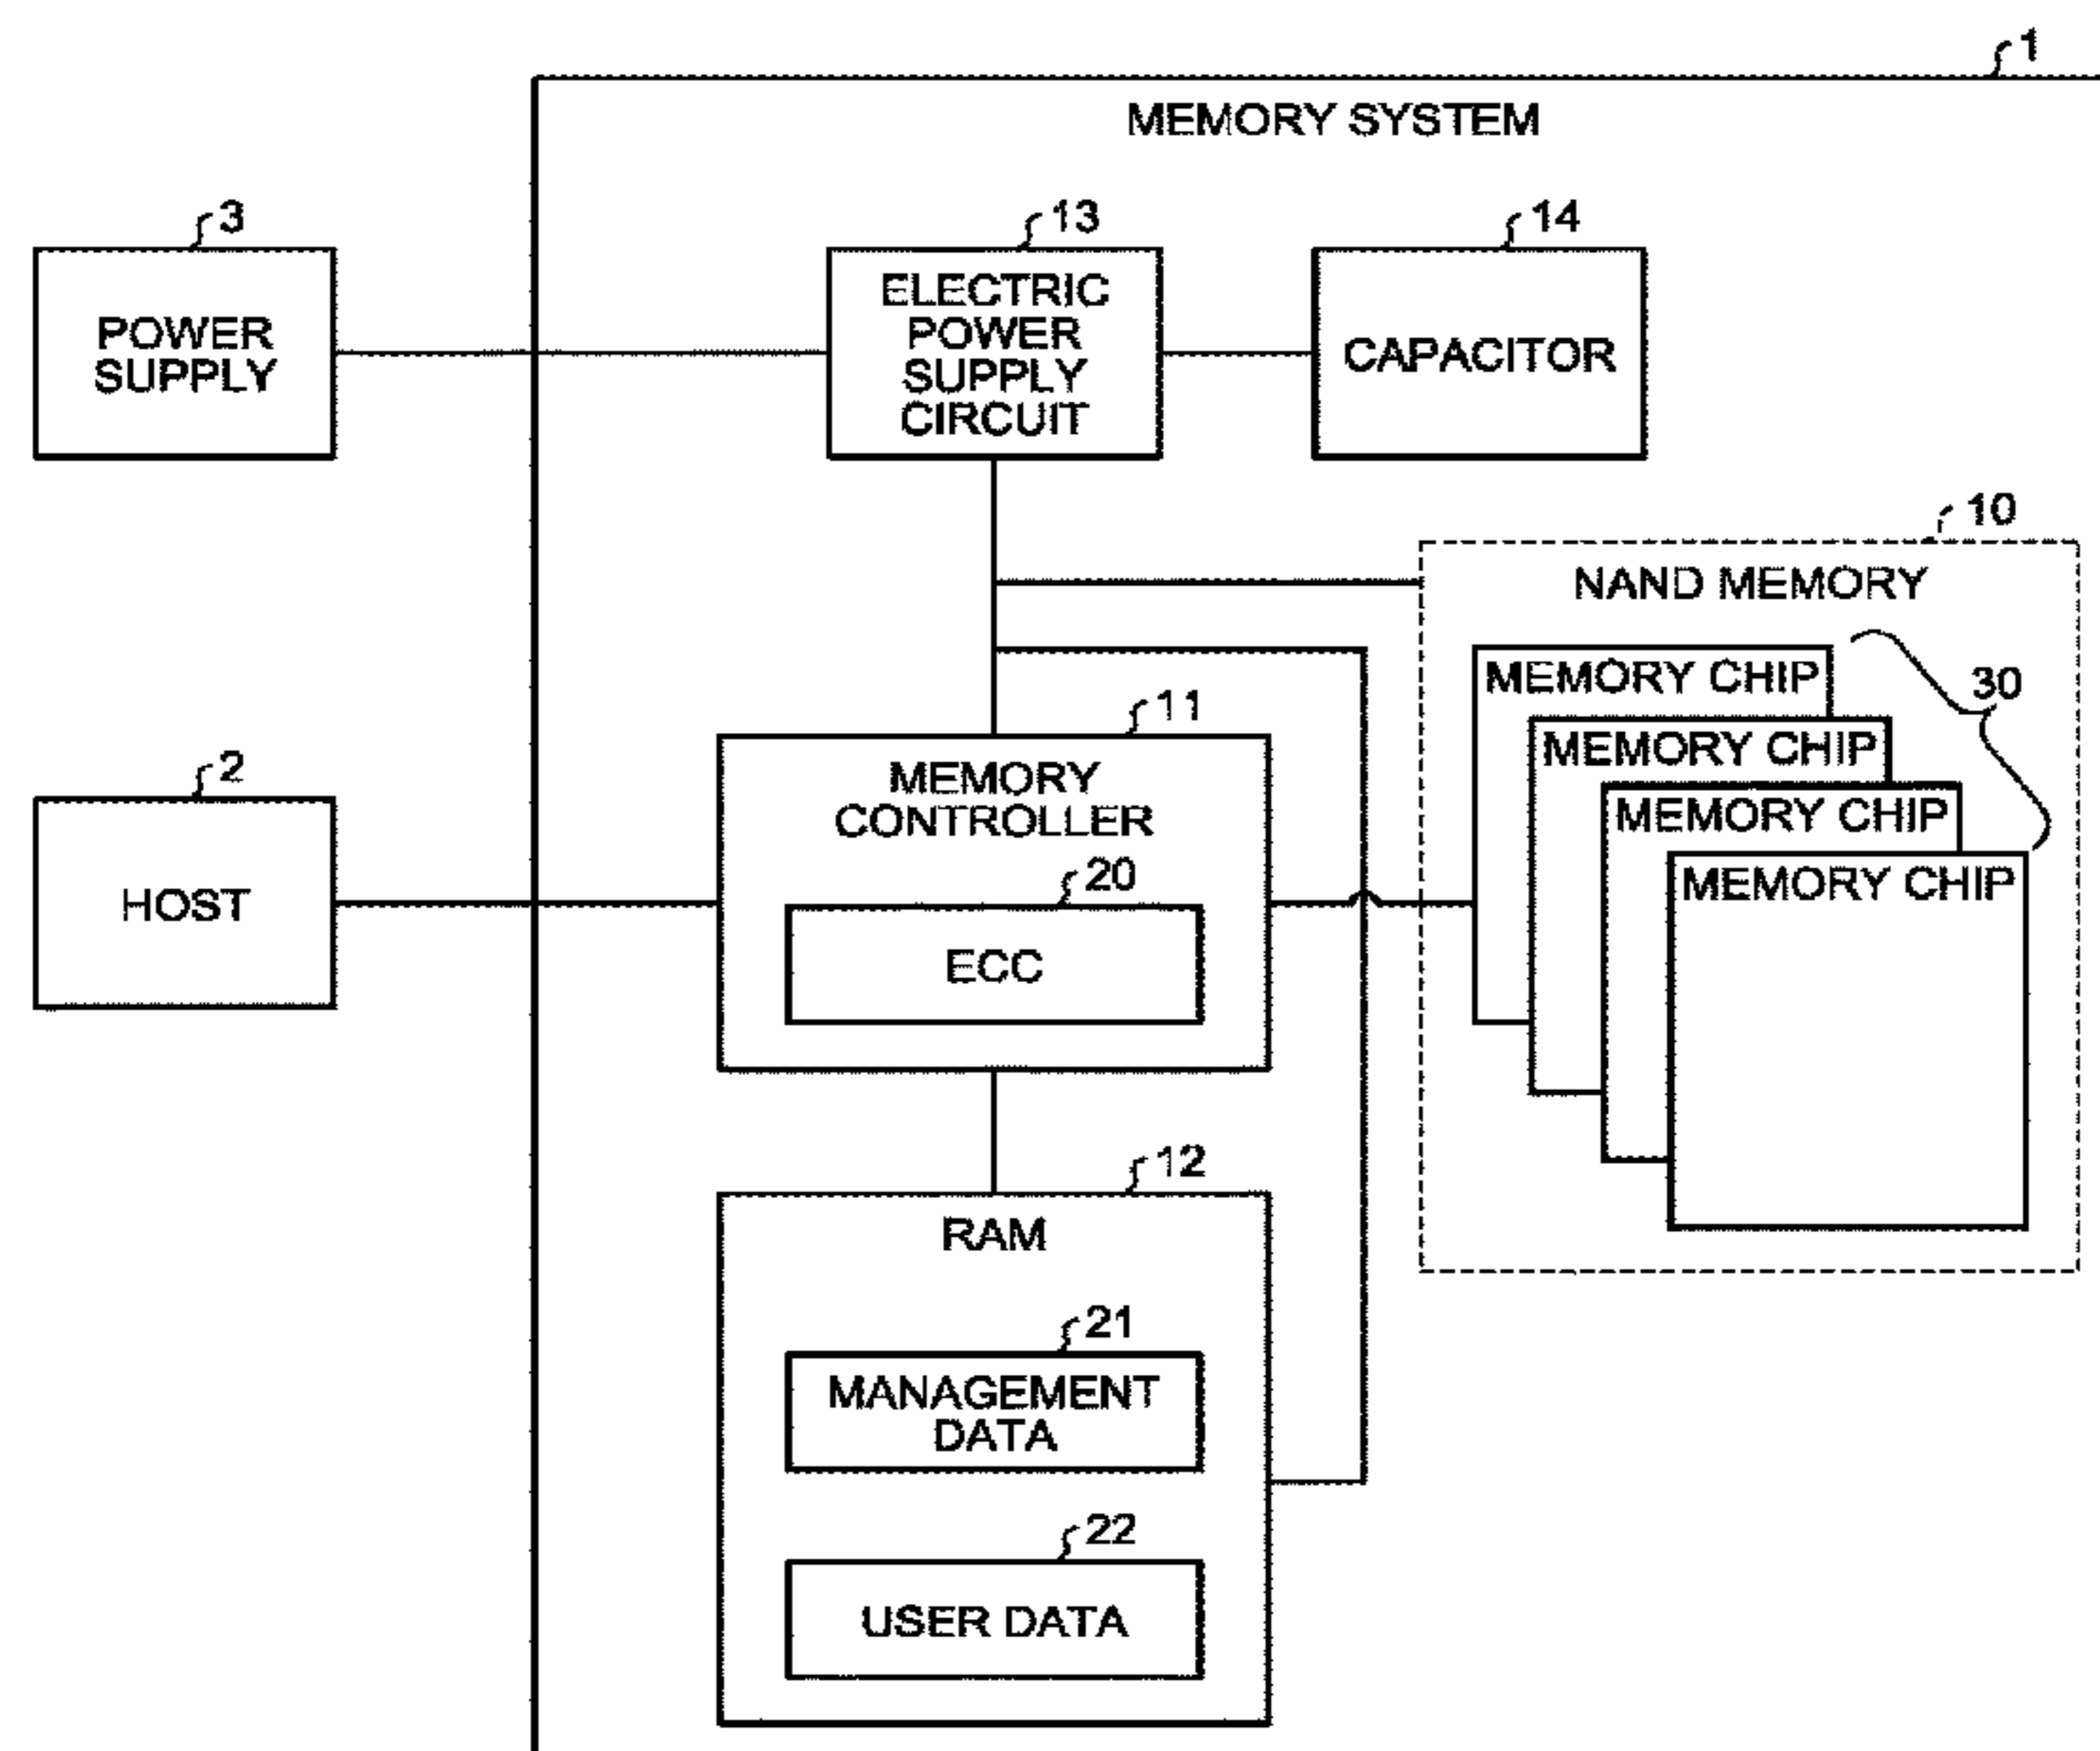 1
MEMORY SYSTEM
3
13
14
POWER
SUPPLY
ELECTRIC
POWER
SUPPLY
CIRCUIT
CAPACITOR
10
NAND MEMORY
MEMORY CHIP
30
MEMORY CHIP
MEMORY CHIP
MEMORY CHIP
2
HOST
11
MEMORY
CONTROLLER
20
ECC
12
RAM
21
MANAGEMENT
DATA
22
USER DATA